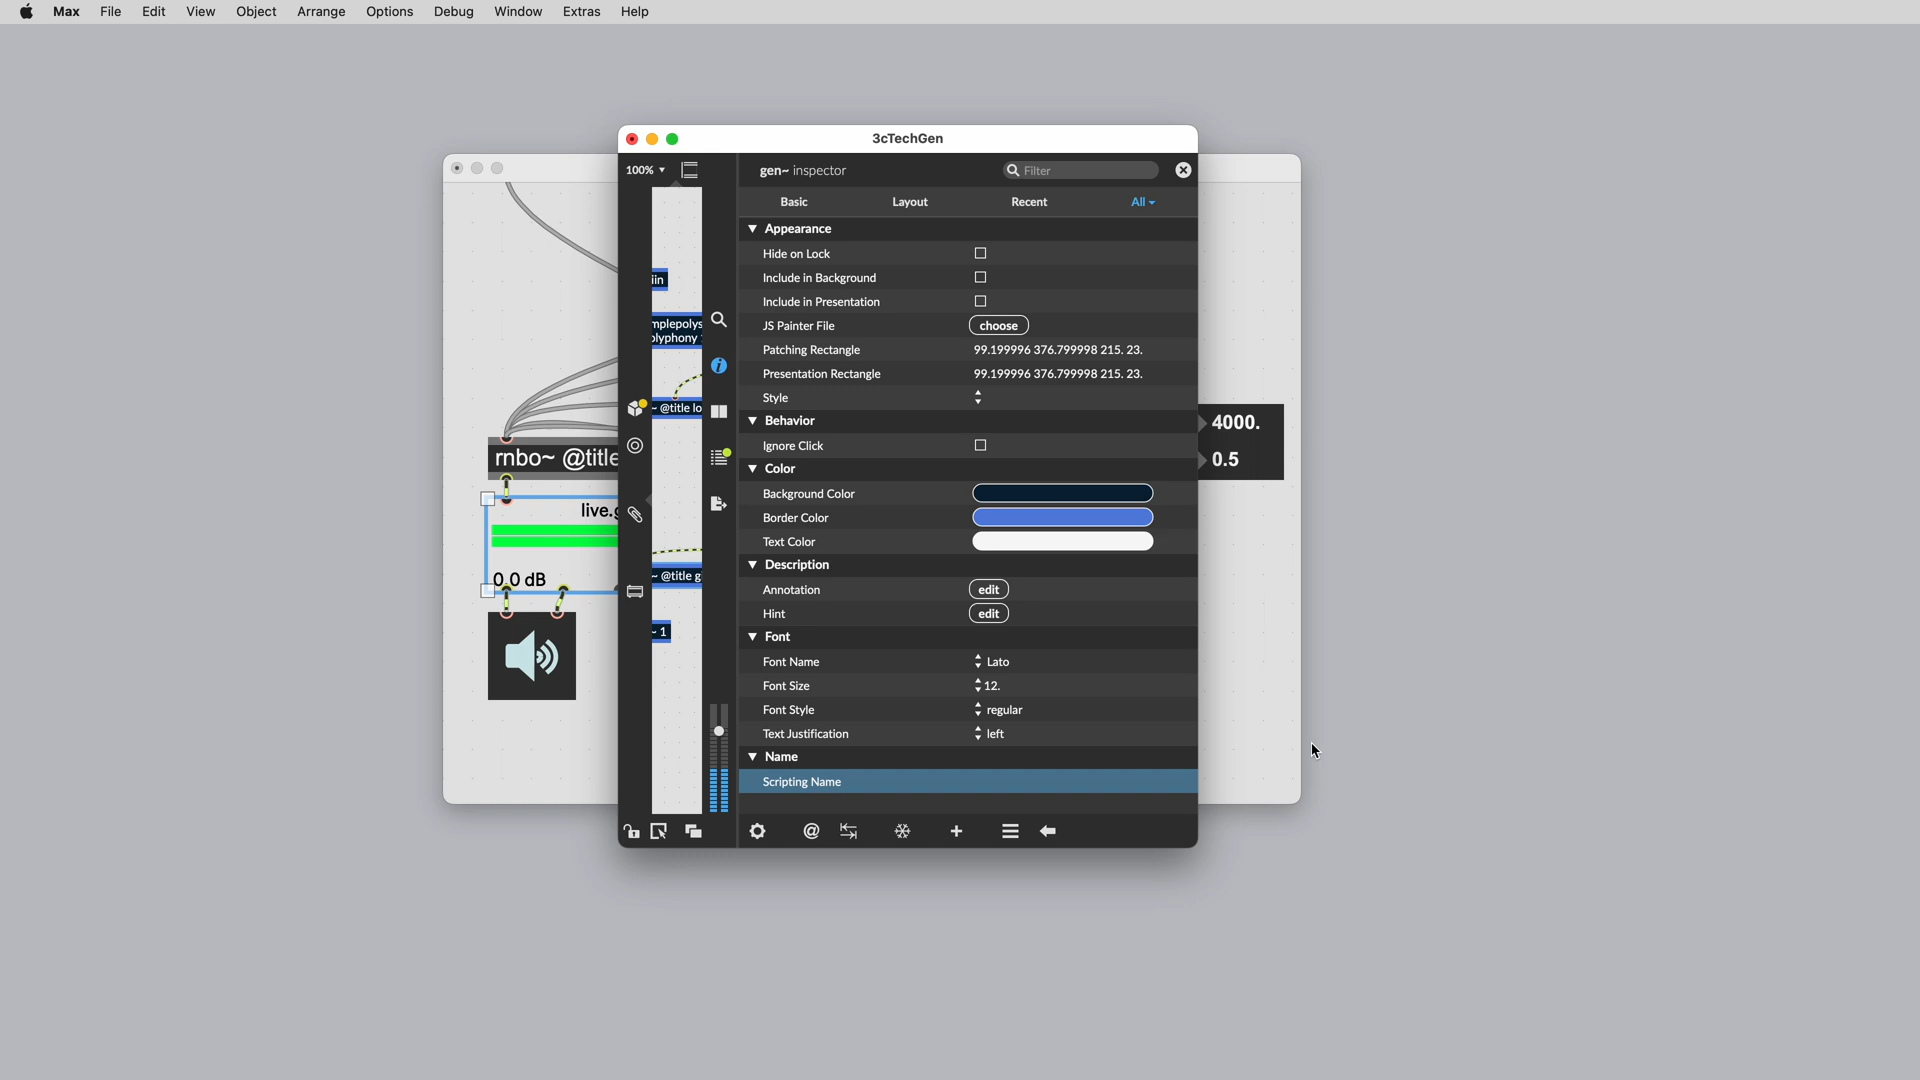 Max File Edit View Object Arrange Options Debug Window Extras Help
3cTechGen
100%
gen~ inspector
Filter
Basic Layout Recent All
Appearance
Hide on Lock
Include in Background
Include in Presentation
JS Painter File choose
Patching Rectangle 99.199996 376.799998 215. 23.
Presentation Rectangle 99.199996 376.799998 215. 23.
Style
Behavior
Ignore Click
Color
Background Color
Border Color
Text Color
Description
Annotation edit
Hint edit
Font
Font Name Lato
Font Size 12.
Font Style regular
Text Justification left
Name
Scripting Name
iin
mplepolys
olyphony
~ @title lo
~ @title g
~ 1
rnbo~ @title
live.g
0.0 dB
4000.
0.5